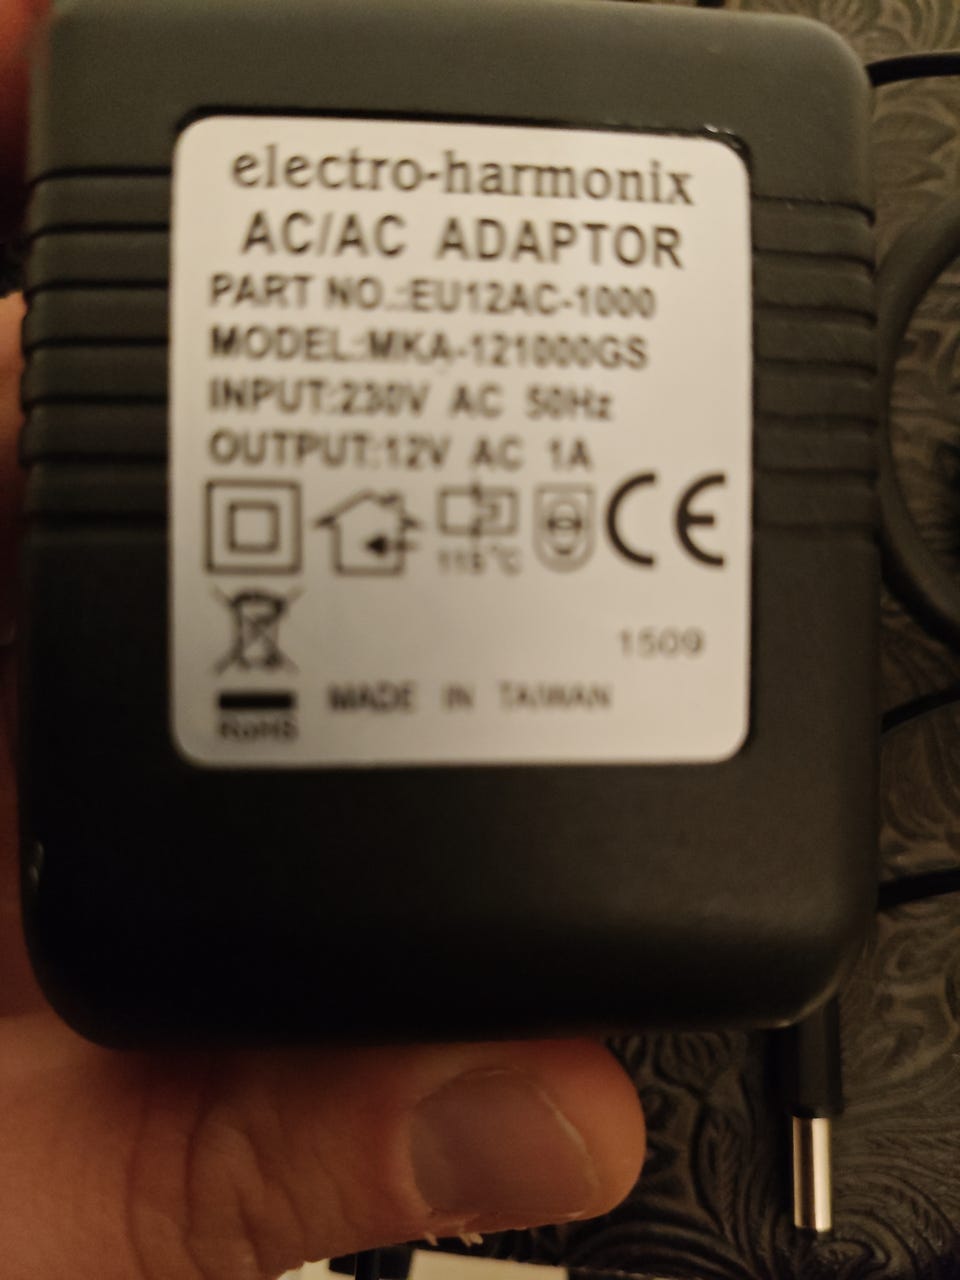 electro-harmonix
AC/AC ADAPTOR
PART NO.:EU12AC-1000
MODEL:MKA-121000GS
INPUT:230V AC 50Hz
OUTPUT:12V AC 1A
115°C CE
1509
MADE IN TAIWAN
RoHS